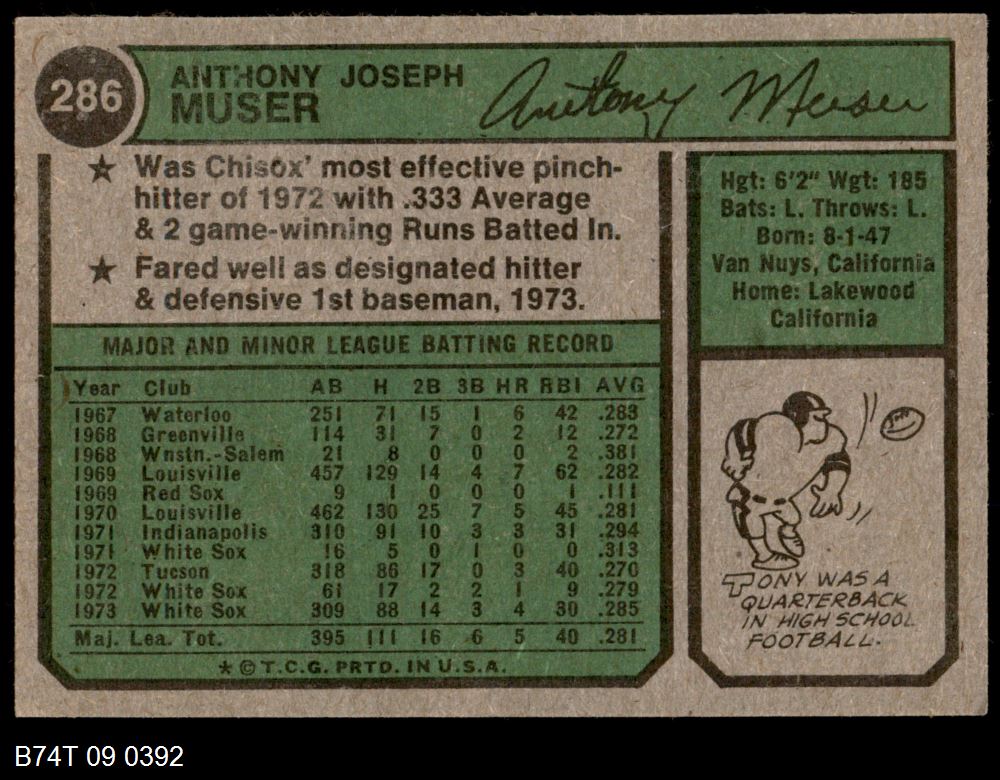 286
ANTHONY JOSEPH
MUSER
Anthony Muser
★ Was Chisox' most effective pinch-
hitter of 1972 with .333 Average
& 2 game-winning Runs Batted In.
★ Fared well as designated hitter
& defensive 1st baseman, 1973.
Hgt: 6'2" Wgt: 185
Bats: L. Throws: L.
Born: 8-1-47
Van Nuys, California
Home: Lakewood
California
MAJOR AND MINOR LEAGUE BATTING RECORD
Year Club AB H 2B 3B HR RBI AVG
1967 Waterloo 251 71 15 1 6 42 .283
1968 Greenville 114 31 7 0 2 12 .272
1968 Wnstn.-Salem 21 8 0 0 0 2 .381
1969 Louisville 457 129 14 4 7 62 .282
1969 Red Sox 9 1 0 0 0 1 .111
1970 Louisville 462 130 25 7 5 45 .281
1971 Indianapolis 310 91 10 3 3 31 .294
1971 White Sox 16 5 0 1 0 0 .313
1972 Tucson 318 86 17 0 3 40 .270
1972 White Sox 61 17 2 2 1 9 .279
1973 White Sox 309 88 14 3 4 30 .285
Maj. Lea. Tot. 395 111 16 6 5 40 .281
* © T.C.G. PRTD. IN U.S.A.
TONY WAS A
QUARTERBACK
IN HIGH SCHOOL
FOOTBALL.
B74T 09 0392